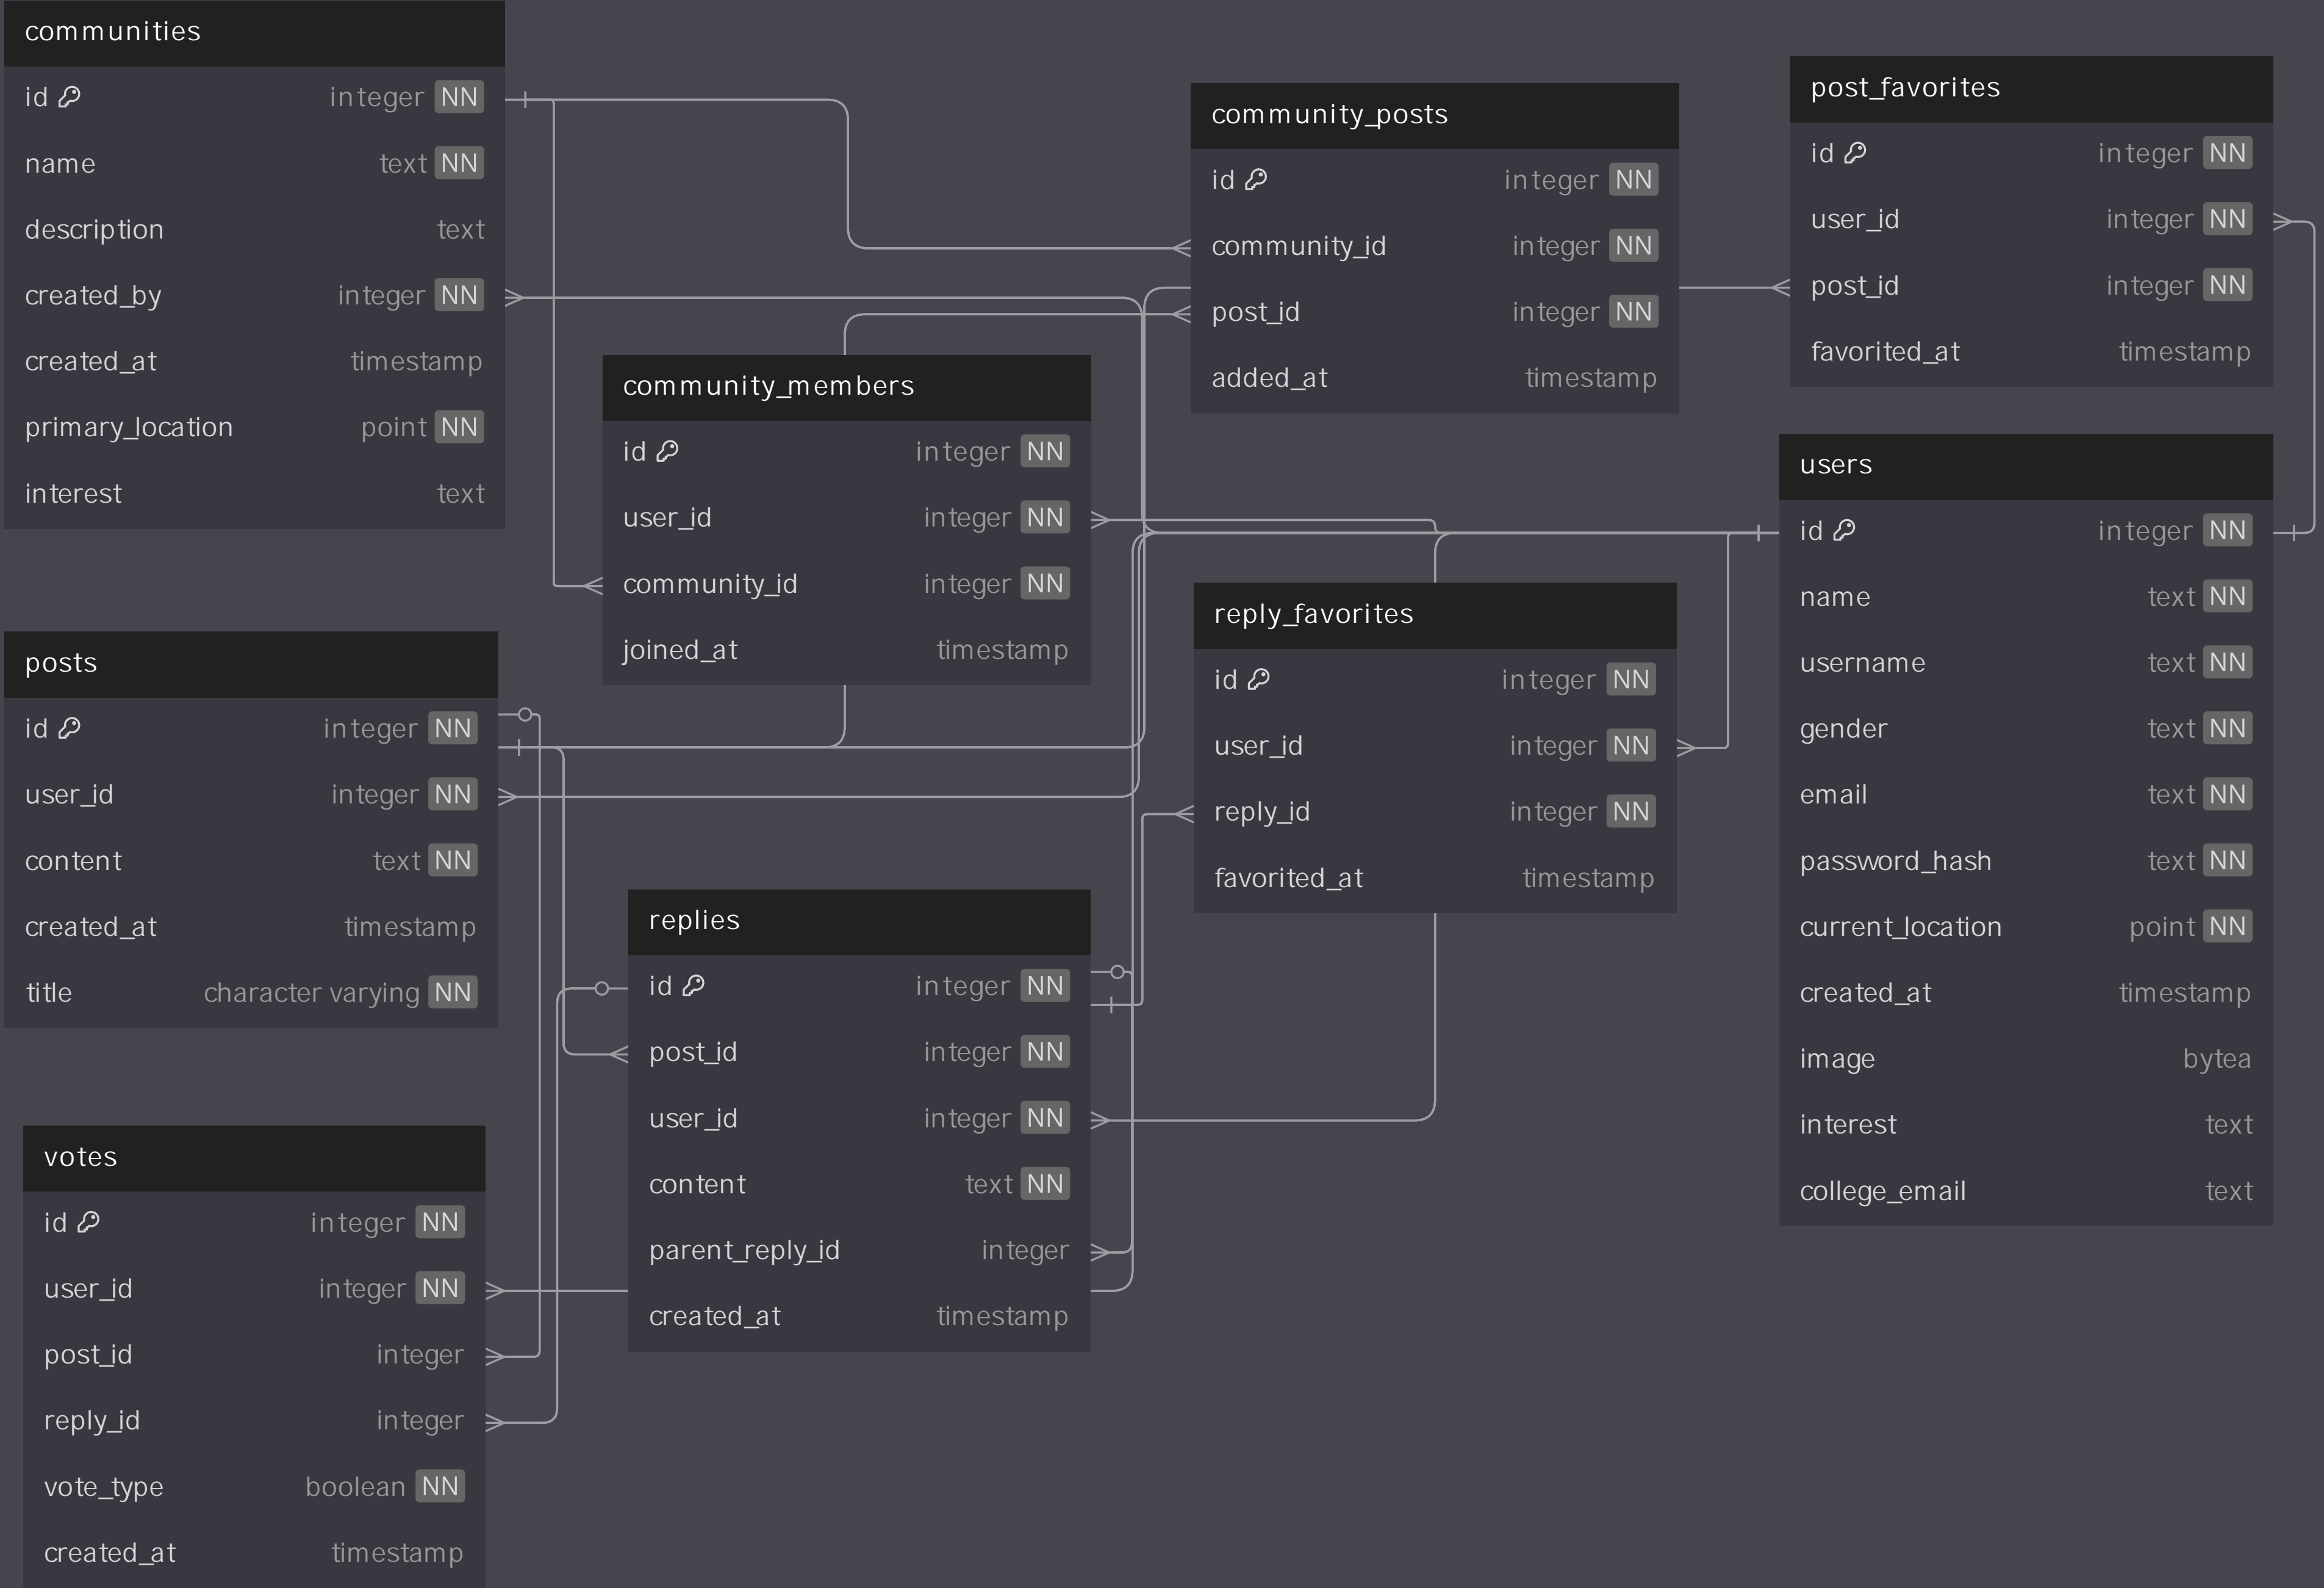 communities
id integer NN
name text NN
description text
created_by integer NN
created_at timestamp
primary_location point NN
interest text
community_posts
id integer NN
community_id integer NN
post_id integer NN
added_at timestamp
post_favorites
id integer NN
user_id integer NN
post_id integer NN
favorited_at timestamp
community_members
id integer NN
user_id integer NN
community_id integer NN
joined_at timestamp
users
id integer NN
name text NN
username text NN
gender text NN
email text NN
password_hash text NN
current_location point NN
created_at timestamp
image bytea
interest text
college_email text
posts
id integer NN
user_id integer NN
content text NN
created_at timestamp
title character varying NN
reply_favorites
id integer NN
user_id integer NN
reply_id integer NN
favorited_at timestamp
replies
id integer NN
post_id integer NN
user_id integer NN
content text NN
parent_reply_id integer
created_at timestamp
votes
id integer NN
user_id integer NN
post_id integer
reply_id integer
vote_type boolean NN
created_at timestamp